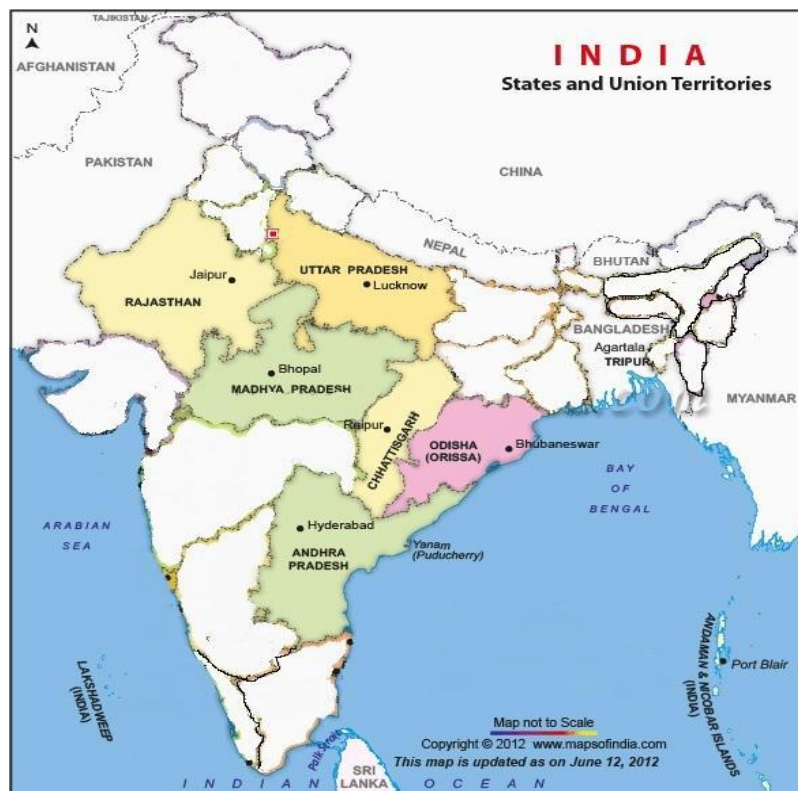 TAJIKISTAN
N
INDIA
States and Union Territories
AFGHANISTAN
PAKISTAN
CHINA
NEPAL
BHUTAN
UTTAR PRADESH
Jaipur
Lucknow
RAJASTHAN
BANGLADESH
Agartala
TRIPUR
Bhopal
MADHYA PRADESH
MYANMAR
Raipur
CHHATTISGARH
ODISHA
(ORISSA)
Bhubaneswar
BAY
OF
BENGAL
ARABIAN
SEA
Hyderabad
ANDHRA
PRADESH
Yanam
(Puducherry)
LAKSHADWEEP
(INDIA)
ANDAMAN & NICOBAR ISLANDS
(INDIA)
Port Blair
Map not to Scale
Copyright © 2012 www.mapsofindia.com
This map is updated as on June 12, 2012
SRI
LANKA
INDIAN OCEAN